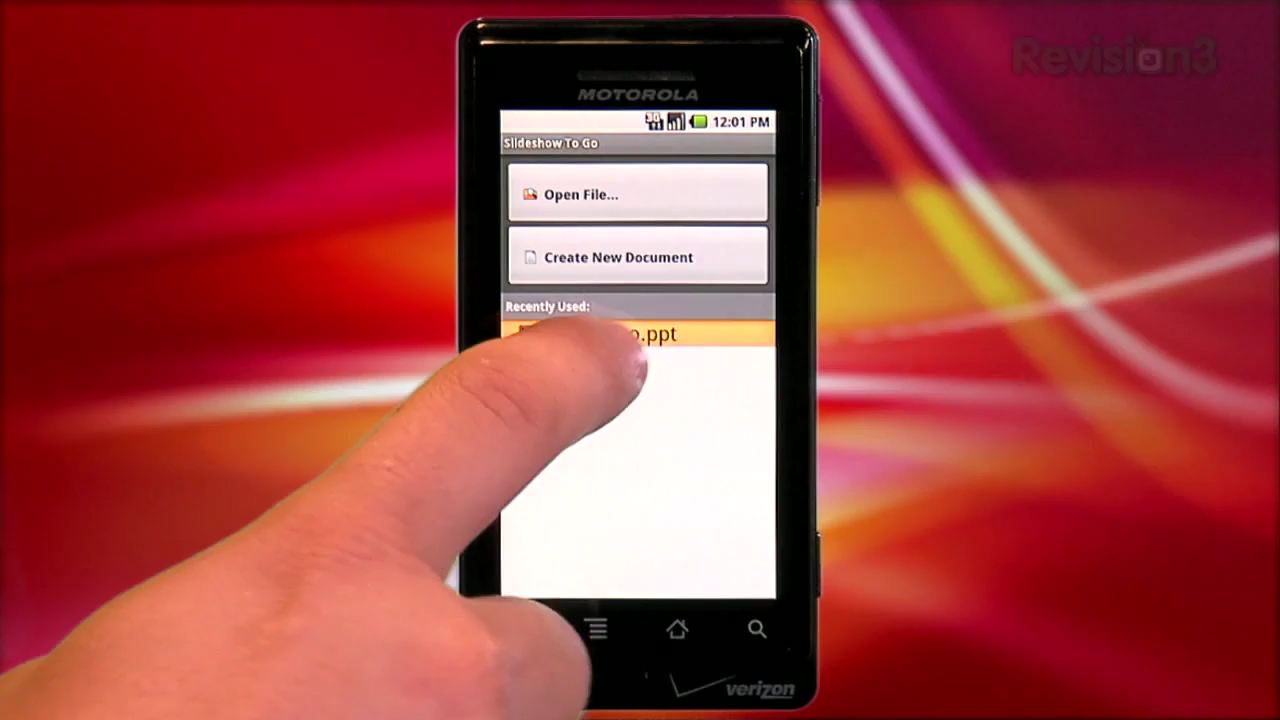 Revision3
MOTOROLA
3G
12:01 PM
Slideshow To Go
Open File...
Create New Document
Recently Used:
.ppt
verizon